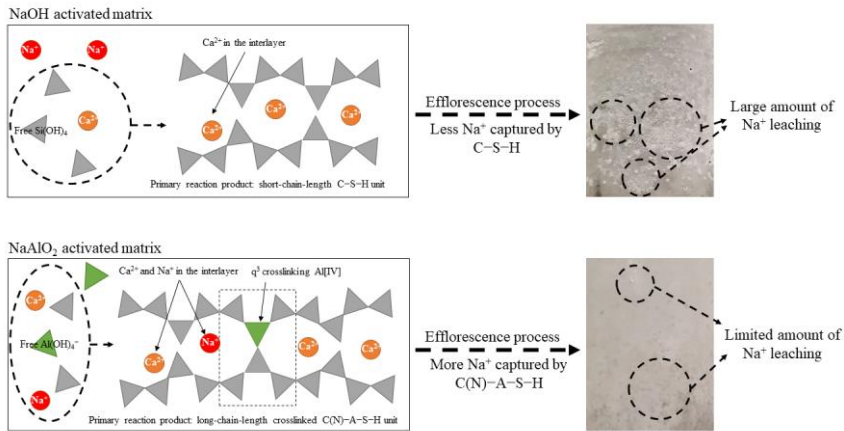 NaOH activated matrix
Na⁺
Na⁺
Ca²⁺ in the interlayer
Ca²⁺
Free Si(OH)₄
Ca²⁺
Ca²⁺
Ca²⁺
Primary reaction product: short-chain-length C−S−H unit
Efflorescence process
Less Na⁺ captured by
C−S−H
Large amount of
Na⁺ leaching
NaAlO₂ activated matrix
Ca²⁺ and Na⁺ in the interlayer
q³ crosslinking Al[IV]
Ca²⁺
Free Al(OH)₄⁻
Na⁺
Na⁺
Ca²⁺
Ca²⁺
Ca²⁺
Primary reaction product: long-chain-length crosslinked C(N)−A−S−H unit
Efflorescence process
More Na⁺ captured by
C(N)−A−S−H
Limited amount of
Na⁺ leaching